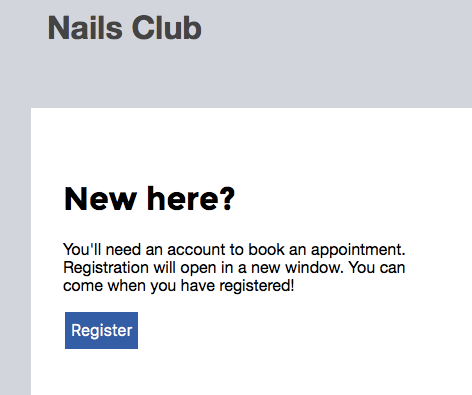 Nails Club
New here?
You'll need an account to book an appointment.
Registration will open in a new window. You can
come when you have registered!
Register